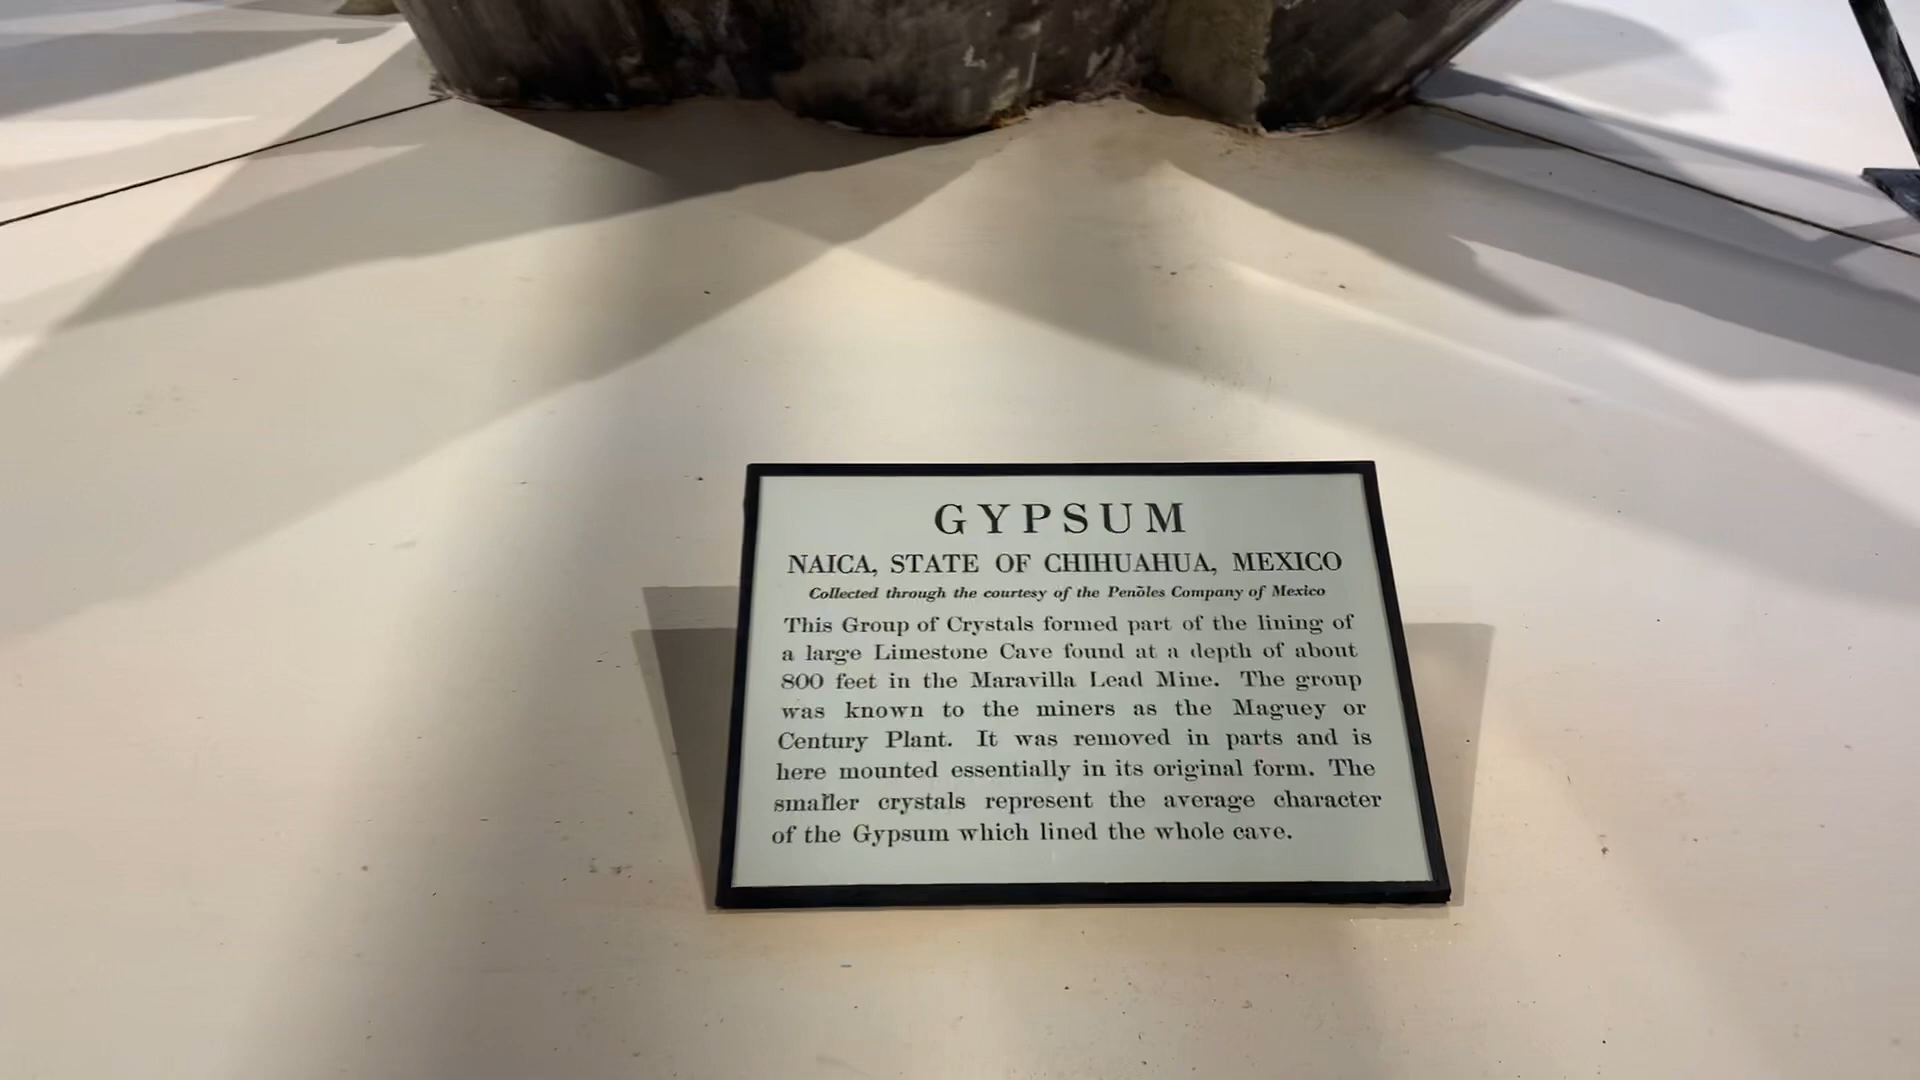 GYPSUM
NAICA, STATE OF CHIHUAHUA, MEXICO
Collected through the courtesy of the Penõles Company of Mexico
This Group of Crystals formed part of the lining of
a large Limestone Cave found at a depth of about
800 feet in the Maravilla Lead Mine. The group
was known to the miners as the Maguey or
Century Plant. It was removed in parts and is
here mounted essentially in its original form. The
smaller crystals represent the average character
of the Gypsum which lined the whole cave.